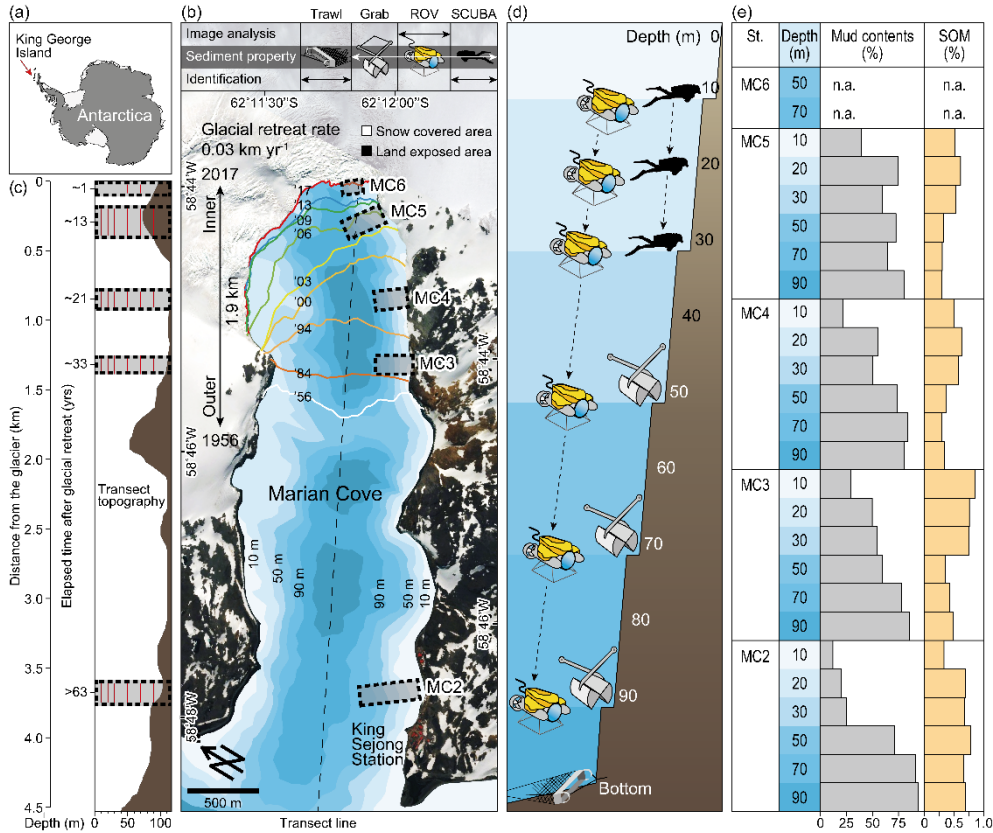 (a)
King George
Island
Antarctica
(b)
Trawl
Grab
ROV
SCUBA
Image analysis
Sediment property
Identification
62°11'30''S
62°12'00''S
Glacial retreat rate
0.03 km yr⁻¹
2017
Snow covered area
Land exposed area
58°44'W
Inner
1.9 km
Outer
1956
'17
'13
'09
'06
'03
'00
'94
'84
'56
MC6
MC5
MC4
MC3
58°44'W
58°46'W
Marian Cove
10 m
50 m
90 m
90 m
50 m
10 m
58°46'W
MC2
58°48'W
King
Sejong
Station
N
500 m
Transect line
(c)
0
0.5
1.0
1.5
2.0
2.5
3.0
3.5
4.0
4.5
Distance from the glacier (km)
Elapsed time after glacial retreat (yrs)
~1
~13
~21
~33
>63
Transect
topography
Depth (m)
0
50
100
(d)
Depth (m)
0
10
20
30
40
50
60
70
80
90
Bottom
(e)
St.
Depth
(m)
Mud contents
(%)
SOM
(%)
MC6
50
n.a.
n.a.
70
n.a.
n.a.
MC5
10
20
30
50
70
90
MC4
10
20
30
50
70
90
MC3
10
20
30
50
70
90
MC2
10
20
30
50
70
90
0 25 50 75
0 0.5 1.0